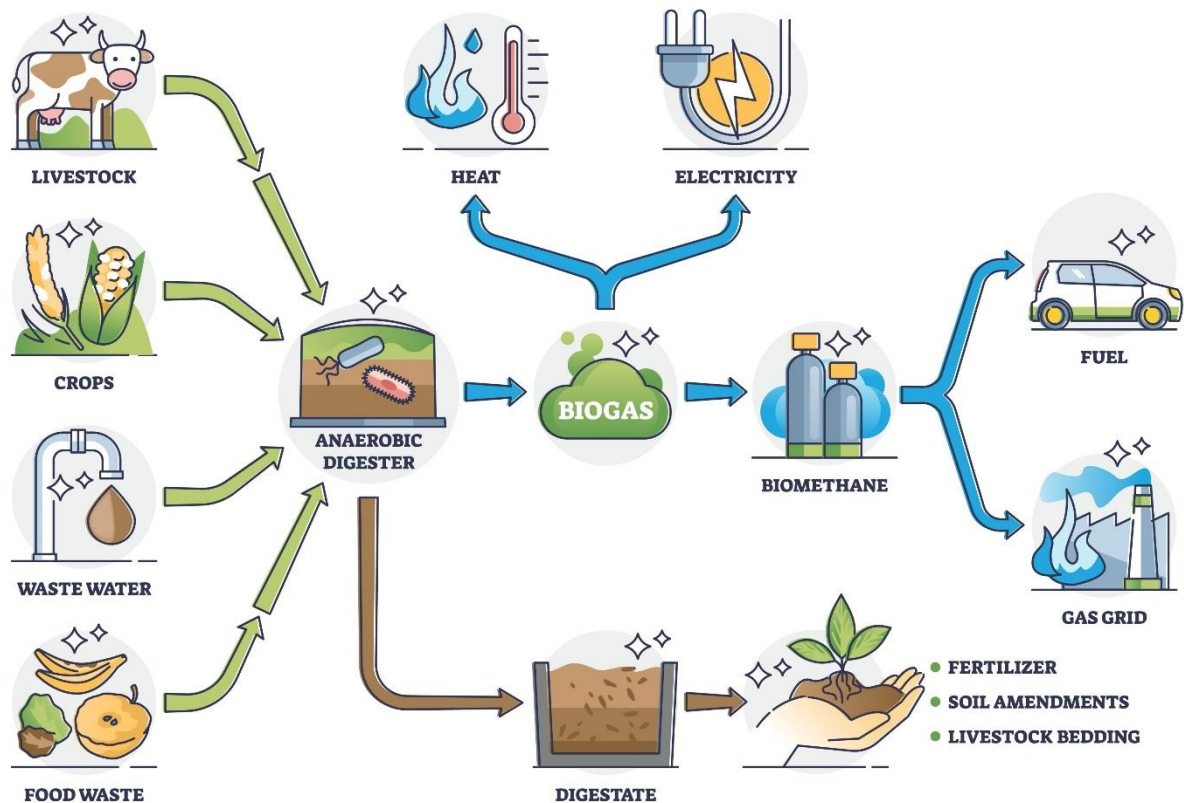 LIVESTOCK
HEAT
ELECTRICITY
CROPS
FUEL
ANAEROBIC
DIGESTER
BIOGAS
BIOMETHANE
WASTE WATER
GAS GRID
FOOD WASTE
DIGESTATE
• FERTILIZER
• SOIL AMENDMENTS
• LIVESTOCK BEDDING